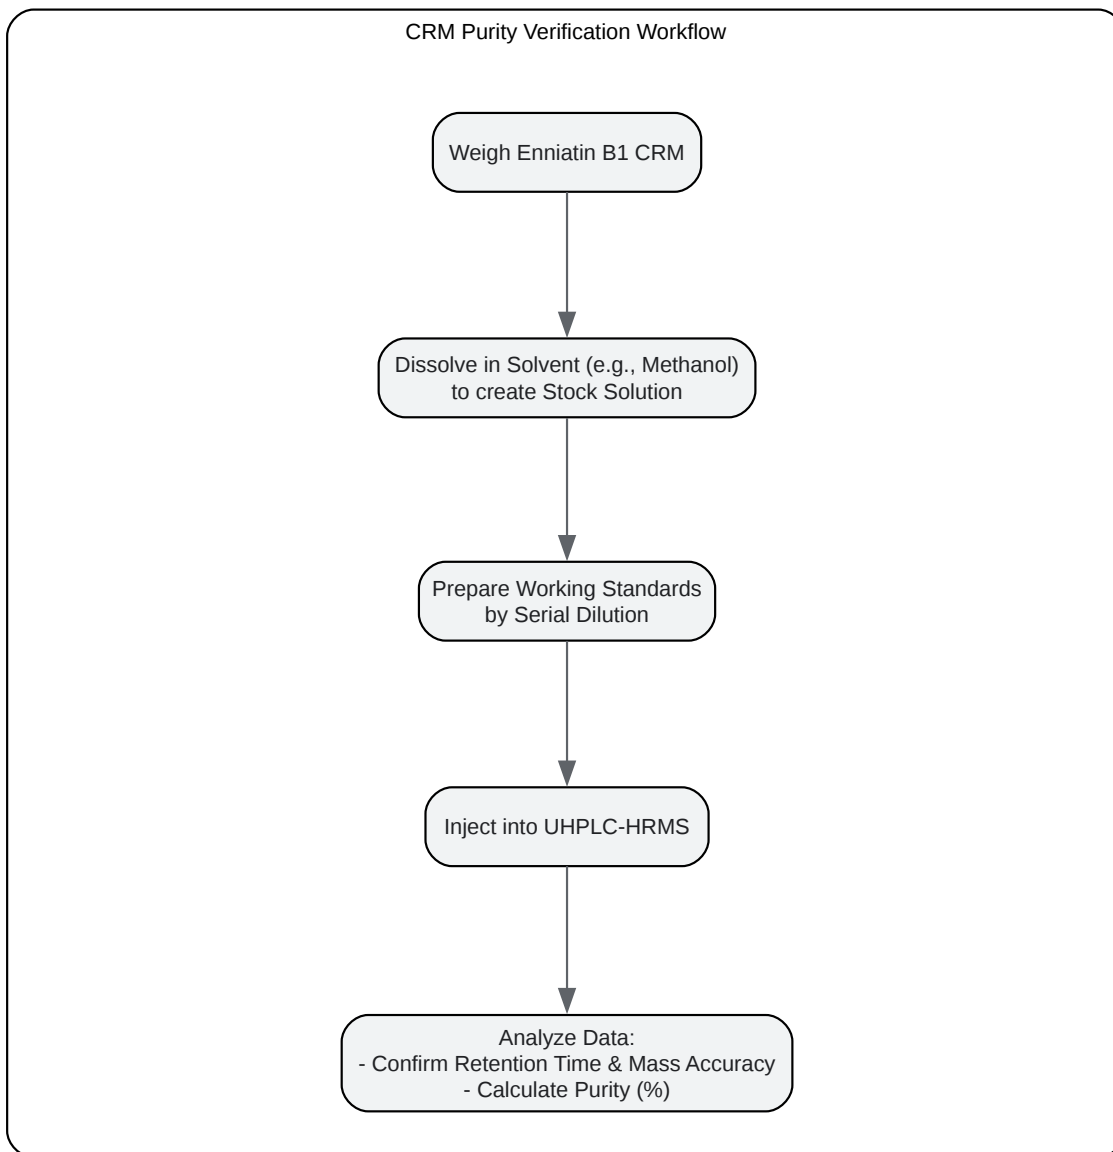 CRM Purity Verification Workflow
Weigh Enniatin B1 CRM
Dissolve in Solvent (e.g., Methanol)
to create Stock Solution
Prepare Working Standards
by Serial Dilution
Inject into UHPLC-HRMS
Analyze Data:
- Confirm Retention Time & Mass Accuracy
- Calculate Purity (%)